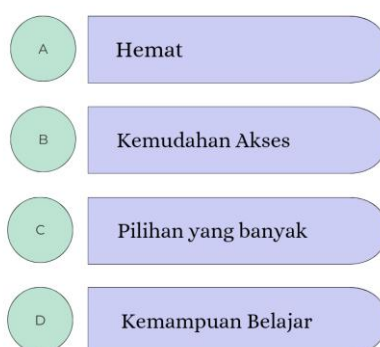 A
Hemat
B
Kemudahan Akses
C
Pilihan yang banyak
D
Kemampuan Belajar